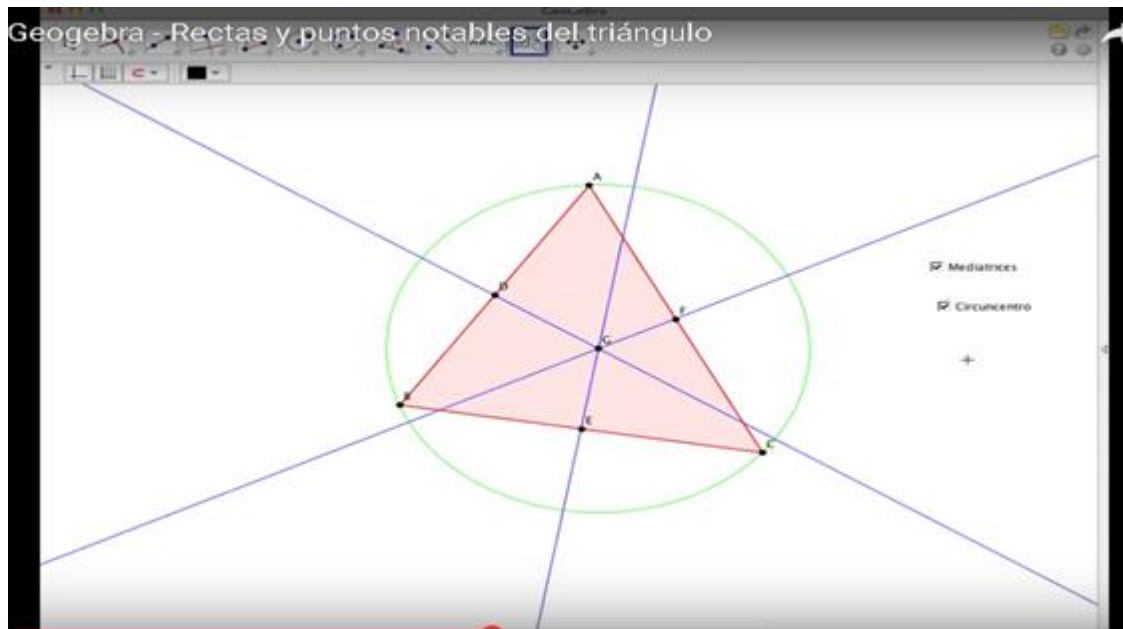 Geogebra - Rectas y puntos notables del triángulo
A
Mediatrices
D
Circuncentro
F
G
B
E
C